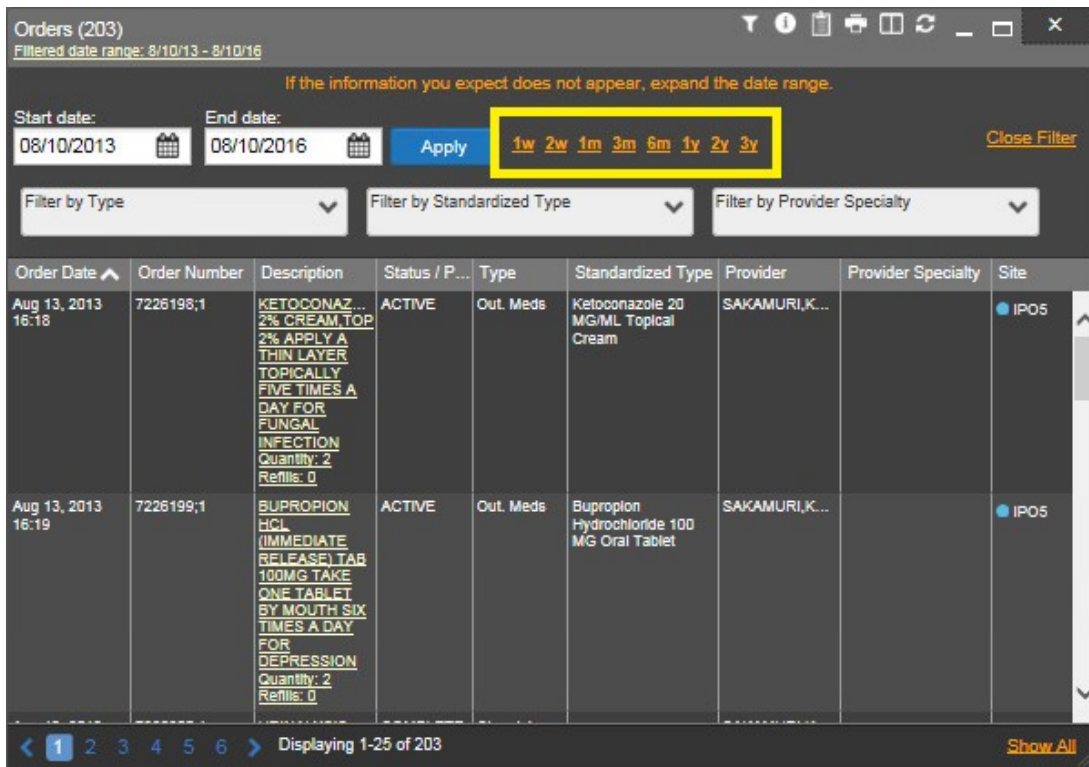 Orders (203)
Filtered date range: 8/10/13 - 8/10/16
If the information you expect does not appear, expand the date range.
Start date:
End date:
08/10/2013
08/10/2016
Apply
1w 2w 1m 3m 6m 1y 2y 3y
Close Filter
Filter by Type
Filter by Standardized Type
Filter by Provider Specialty
Order Date Order Number Description Status / P... Type Standardized Type Provider Provider Specialty Site
Aug 13, 2013
16:18
7226198;1
KETOCONAZ...
2% CREAM,TOP
2% APPLY A
THIN LAYER
TOPICALLY
FIVE TIMES A
DAY FOR
FUNGAL
INFECTION
Quantity: 2
Refills: 0
ACTIVE
Out. Meds
Ketoconazole 20
MG/ML Topical
Cream
SAKAMURI,K...
IPO5
Aug 13, 2013
16:19
7226199;1
BUPROPION
HCL
(IMMEDIATE
RELEASE) TAB
100MG TAKE
ONE TABLET
BY MOUTH SIX
TIMES A DAY
FOR
DEPRESSION
Quantity: 2
Refills: 0
ACTIVE
Out. Meds
Bupropion
Hydrochloride 100
MG Oral Tablet
SAKAMURI,K...
IPO5
1 2 3 4 5 6
Displaying 1-25 of 203
Show All